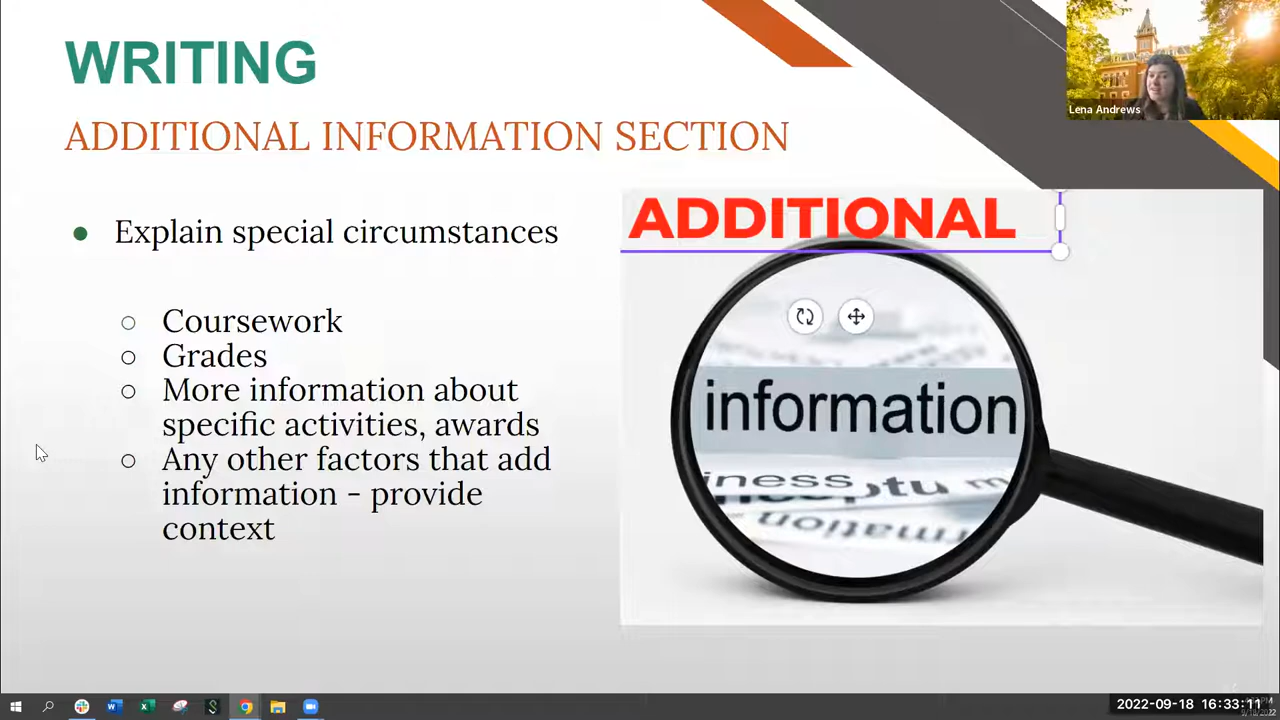 WRITING
Lena Andrews
ADDITIONAL INFORMATION SECTION
ADDITIONAL
Explain special circumstances
Coursework
Grades
More information about
specific activities, awards
Any other factors that add
information - provide
context
information
iness
2022-09-18 16:33:11